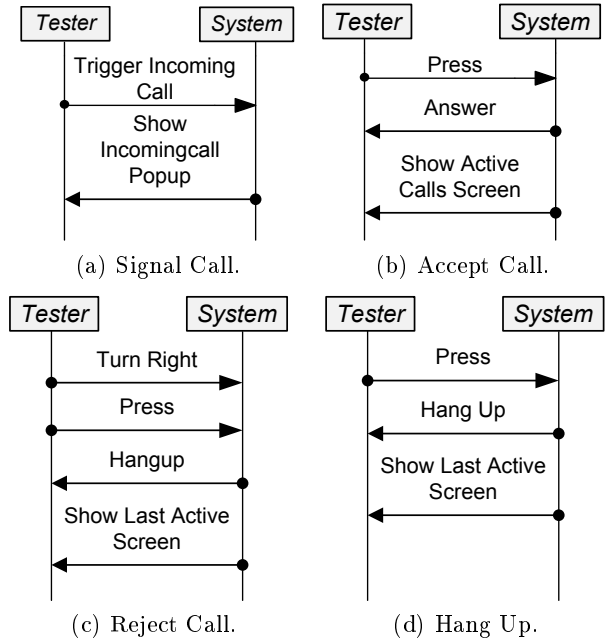 Tester
System
Trigger Incoming
Call
Show
Incomingcall
Popup
(a) Signal Call.
Tester
System
Press
Answer
Show Active
Calls Screen
(b) Accept Call.
Tester
System
Turn Right
Press
Hangup
Show Last Active
Screen
(c) Reject Call.
Tester
System
Press
Hang Up
Show Last Active
Screen
(d) Hang Up.